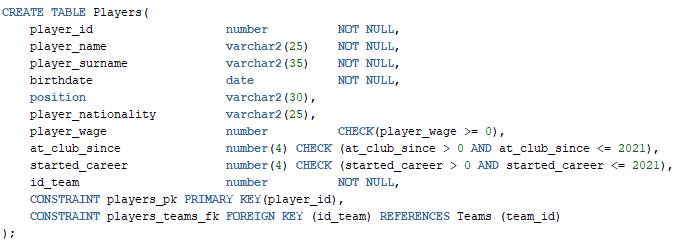 CREATE TABLE Players(
    player_id                 number          NOT NULL,
    player_name               varchar2(25)    NOT NULL,
    player_surname            varchar2(35)    NOT NULL,
    birthdate                 date            NOT NULL,
    position                  varchar2(30),
    player_nationality        varchar2(25),
    player_wage               number          CHECK(player_wage >= 0),
    at_club_since             number(4) CHECK (at_club_since > 0 AND at_club_since <= 2021),
    started_career            number(4) CHECK (started_career > 0 AND started_career <= 2021),
    id_team                   number          NOT NULL,
    CONSTRAINT players_pk PRIMARY KEY(player_id),
    CONSTRAINT players_teams_fk FOREIGN KEY (id_team) REFERENCES Teams (team_id)
);